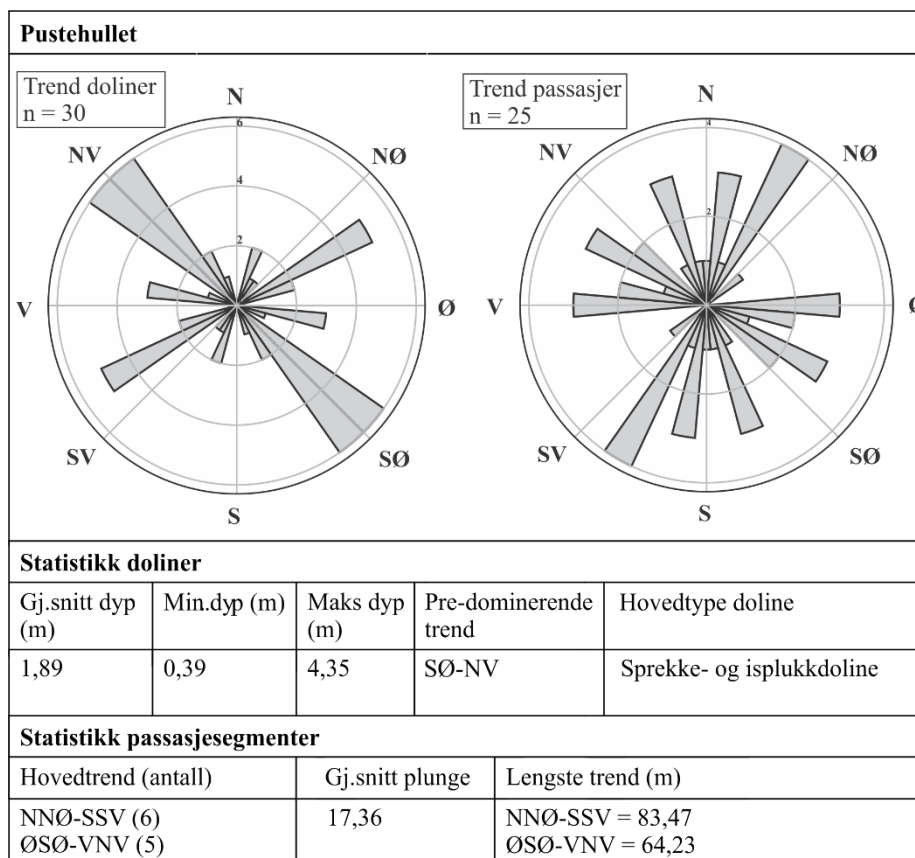 Pustehullet
Trend doliner
n = 30
N
NØ
Ø
SØ
S
SV
V
NV
6
4
2
Trend passasjer
n = 25
N
NØ
Ø
SØ
S
SV
V
NV
4
2
Statistikk doliner
Gj.snitt dyp (m)
Min.dyp (m)
Maks dyp (m)
Pre-dominerende trend
Hovedtype doline
1,89
0,39
4,35
SØ-NV
Sprekke- og isplukkdoline
Statistikk passasjesegmenter
Hovedtrend (antall)
Gj.snitt plunge
Lengste trend (m)
NNØ-SSV (6)
ØSØ-VNV (5)
17,36
NNØ-SSV = 83,47
ØSØ-VNV = 64,23